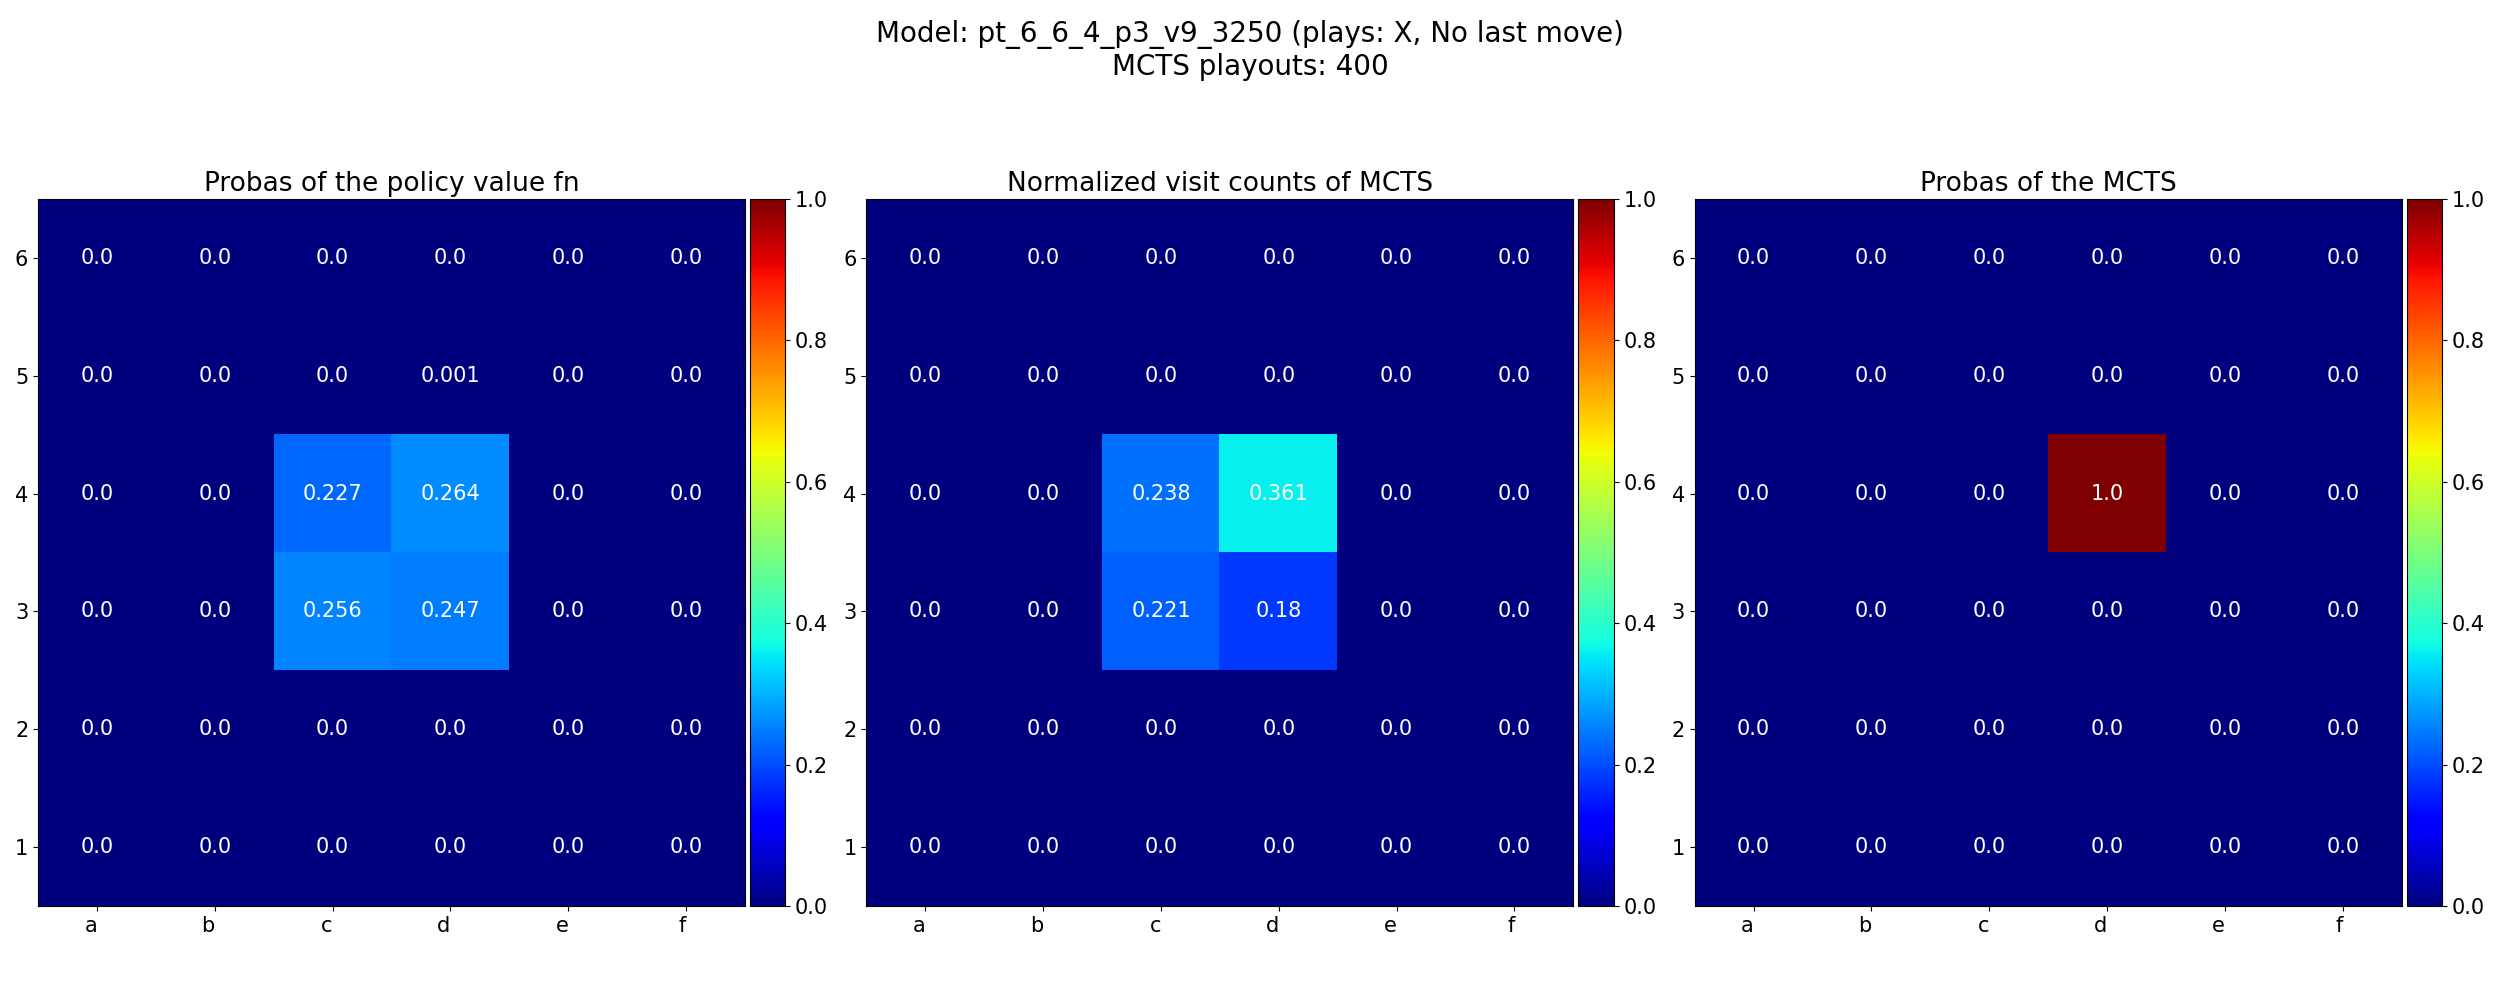 Model: pt_6_6_4_p3_v9_3250 (plays: X, No last move)
MCTS playouts: 400
Probas of the policy value fn
1.0
6 0.0 0.0 0.0 0.0 0.0 0.0
0.8
5 0.0 0.0 0.0 0.001 0.0 0.0
0.6
4 0.0 0.0 0.227 0.264 0.0 0.0
3 0.0 0.0 0.256 0.247 0.0 0.0
0.4
2 0.0 0.0 0.0 0.0 0.0 0.0
0.2
1 0.0 0.0 0.0 0.0 0.0 0.0
0.0
a b c d e f
Normalized visit counts of MCTS
1.0
6 0.0 0.0 0.0 0.0 0.0 0.0
0.8
5 0.0 0.0 0.0 0.0 0.0 0.0
0.6
4 0.0 0.0 0.238 0.361 0.0 0.0
3 0.0 0.0 0.221 0.18 0.0 0.0
0.4
2 0.0 0.0 0.0 0.0 0.0 0.0
0.2
1 0.0 0.0 0.0 0.0 0.0 0.0
0.0
a b c d e f
Probas of the MCTS
1.0
6 0.0 0.0 0.0 0.0 0.0 0.0
0.8
5 0.0 0.0 0.0 0.0 0.0 0.0
0.6
4 0.0 0.0 0.0 1.0 0.0 0.0
3 0.0 0.0 0.0 0.0 0.0 0.0
0.4
2 0.0 0.0 0.0 0.0 0.0 0.0
0.2
1 0.0 0.0 0.0 0.0 0.0 0.0
0.0
a b c d e f